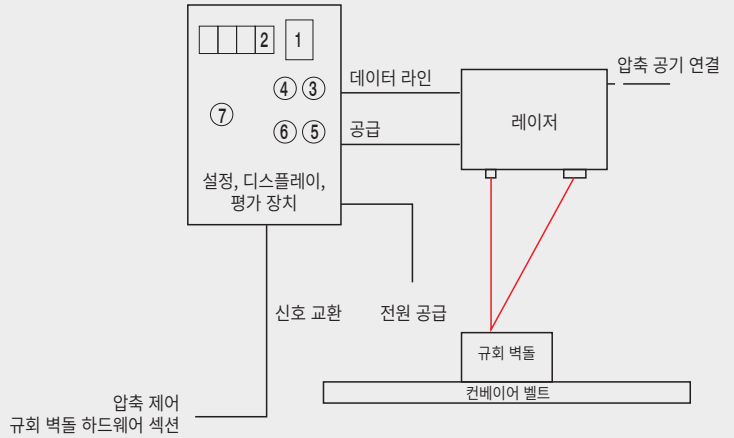 2 1
압축 공기 연결
데이터 라인
4 3
레이저
7
공급
6 5
설정, 디스플레이,
평가 장치
신호 교환
전원 공급
규회 벽돌
컨베이어 벨트
압축 제어
규회 벽돌 하드웨어 섹션